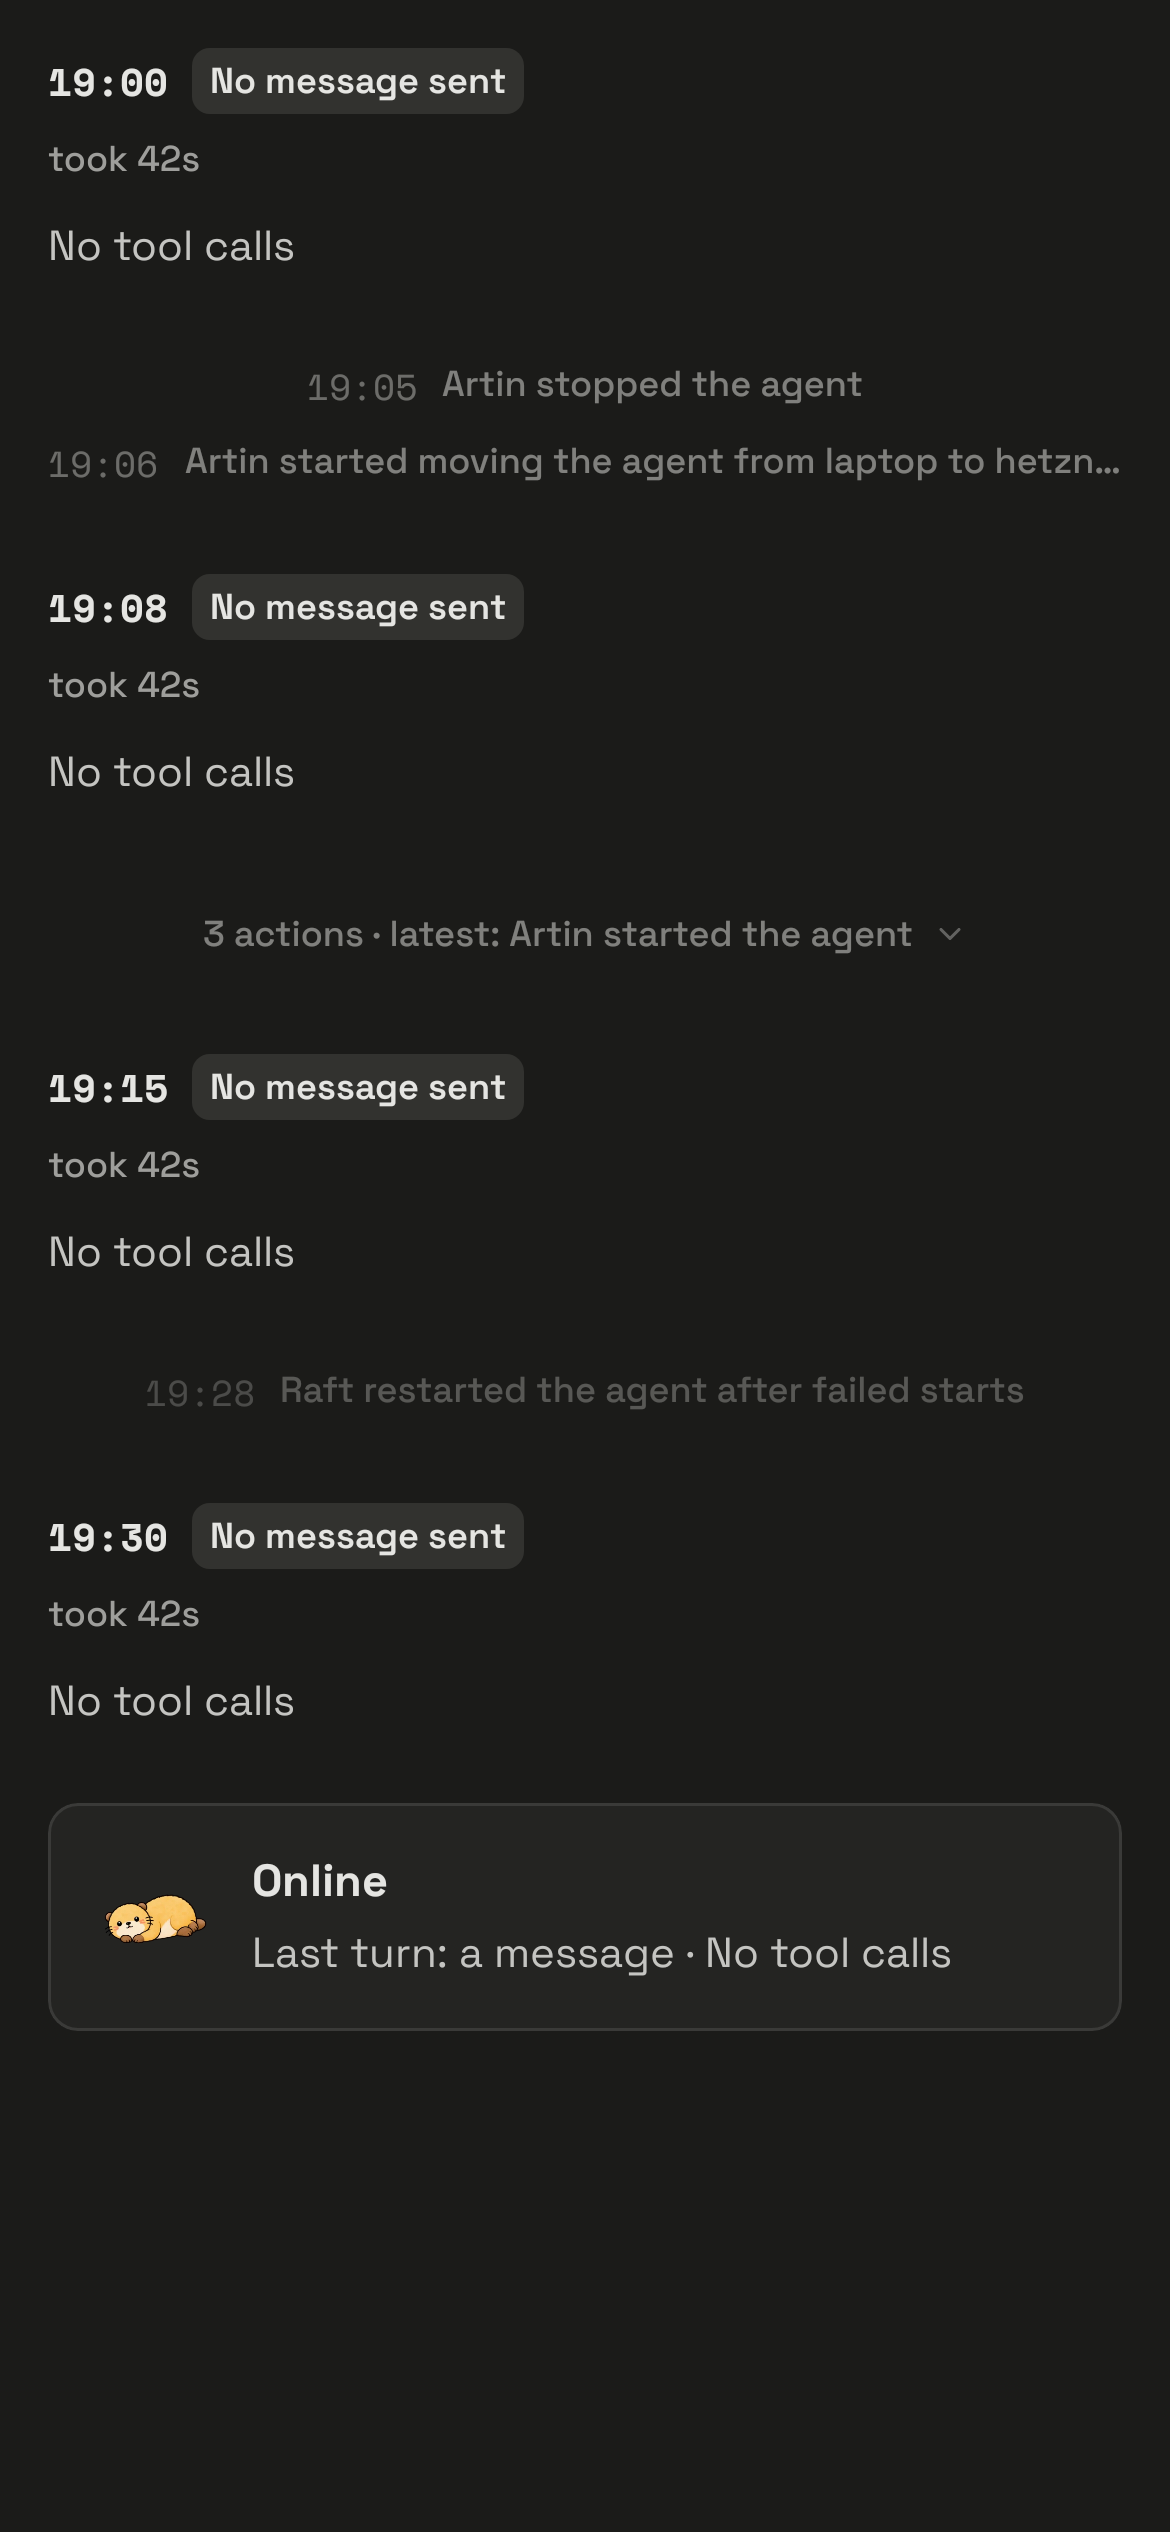 19:00 No message sent
took 42s
No tool calls
19:05 Artin stopped the agent
19:06 Artin started moving the agent from laptop to hetzn...
19:08 No message sent
took 42s
No tool calls
3 actions · latest: Artin started the agent
19:15 No message sent
took 42s
No tool calls
19:28 Raft restarted the agent after failed starts
19:30 No message sent
took 42s
No tool calls
Online
Last turn: a message · No tool calls